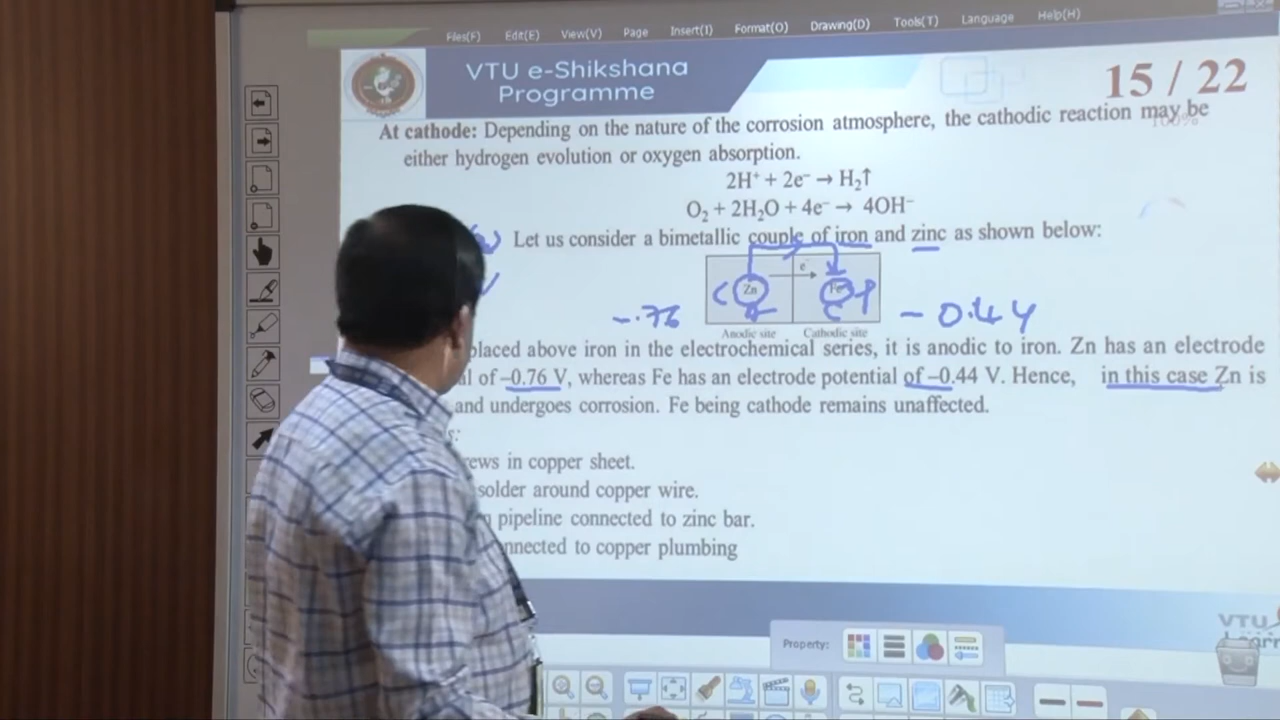 Files(F) Edit(E) View(V) Page Insert(I) Format(O) Drawing(D) Tools(T) Language Help(H)
VTU e-Shikshana
Programme
15 / 22
100%
At cathode: Depending on the nature of the corrosion atmosphere, the cathodic reaction may be
either hydrogen evolution or oxygen absorption.
2H⁺ + 2e⁻ → H₂↑
O₂ + 2H₂O + 4e⁻ → 4OH⁻
Let us consider a bimetallic couple of iron and zinc as shown below:
e
Zn Fe
-.76 - 0.44
Anodic site Cathodic site
placed above iron in the electrochemical series, it is anodic to iron. Zn has an electrode
of –0.76 V, whereas Fe has an electrode potential of –0.44 V. Hence, in this case Zn is
and undergoes corrosion. Fe being cathode remains unaffected.
in copper sheet.
solder around copper wire.
pipeline connected to zinc bar.
to copper plumbing
VTU
Property: